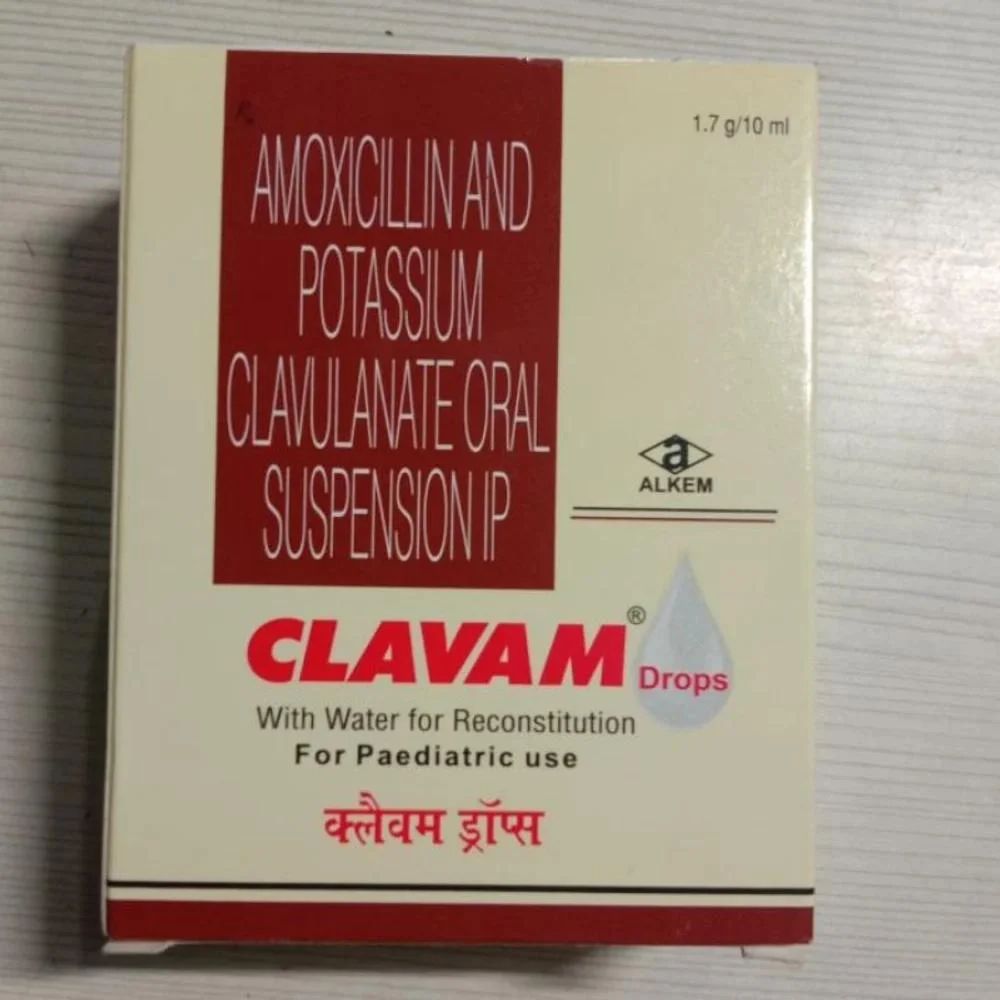 1.7 g/10 ml
AMOXICILLIN AND
POTASSIUM
CLAVULANATE ORAL
SUSPENSION IP
a
ALKEM
CLAVAM®
Drops
With Water for Reconstitution
For Paediatric use
क्लैवम ड्रॉप्स